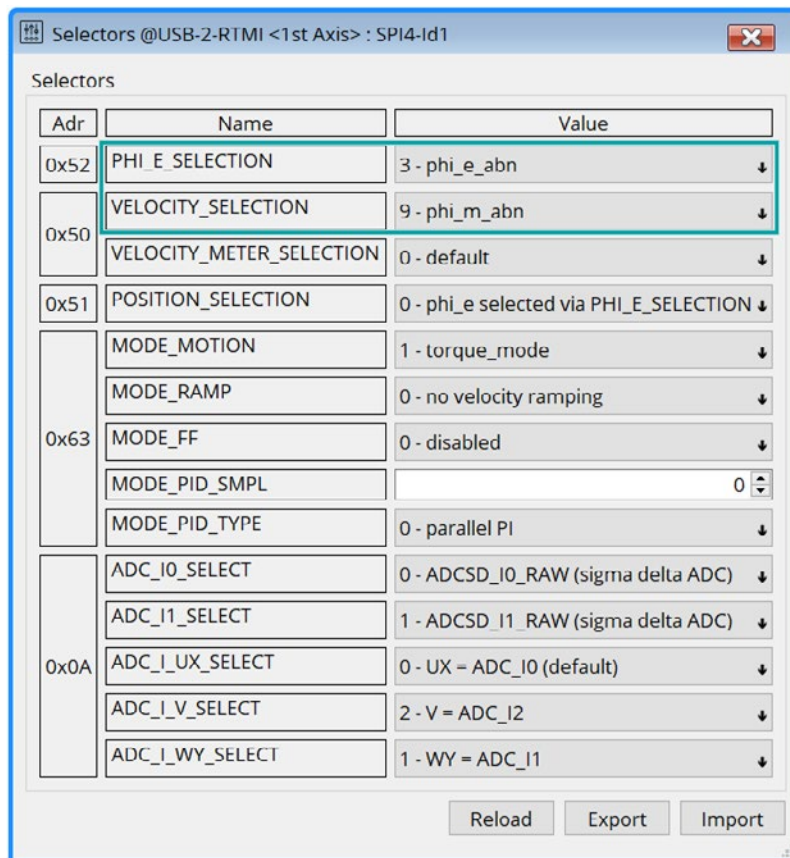 Selectors @USB-2-RTMI <1st Axis> : SPI4-Id1
Selectors
Adr Name Value
0x52 PHI_E_SELECTION 3 - phi_e_abn
0x50 VELOCITY_SELECTION 9 - phi_m_abn
VELOCITY_METER_SELECTION 0 - default
0x51 POSITION_SELECTION 0 - phi_e selected via PHI_E_SELECTION
0x63 MODE_MOTION 1 - torque_mode
MODE_RAMP 0 - no velocity ramping
MODE_FF 0 - disabled
MODE_PID_SMPL 0
MODE_PID_TYPE 0 - parallel PI
0x0A ADC_I0_SELECT 0 - ADCSD_I0_RAW (sigma delta ADC)
ADC_I1_SELECT 1 - ADCSD_I1_RAW (sigma delta ADC)
ADC_I_UX_SELECT 0 - UX = ADC_I0 (default)
ADC_I_V_SELECT 2 - V = ADC_I2
ADC_I_WY_SELECT 1 - WY = ADC_I1
Reload Export Import